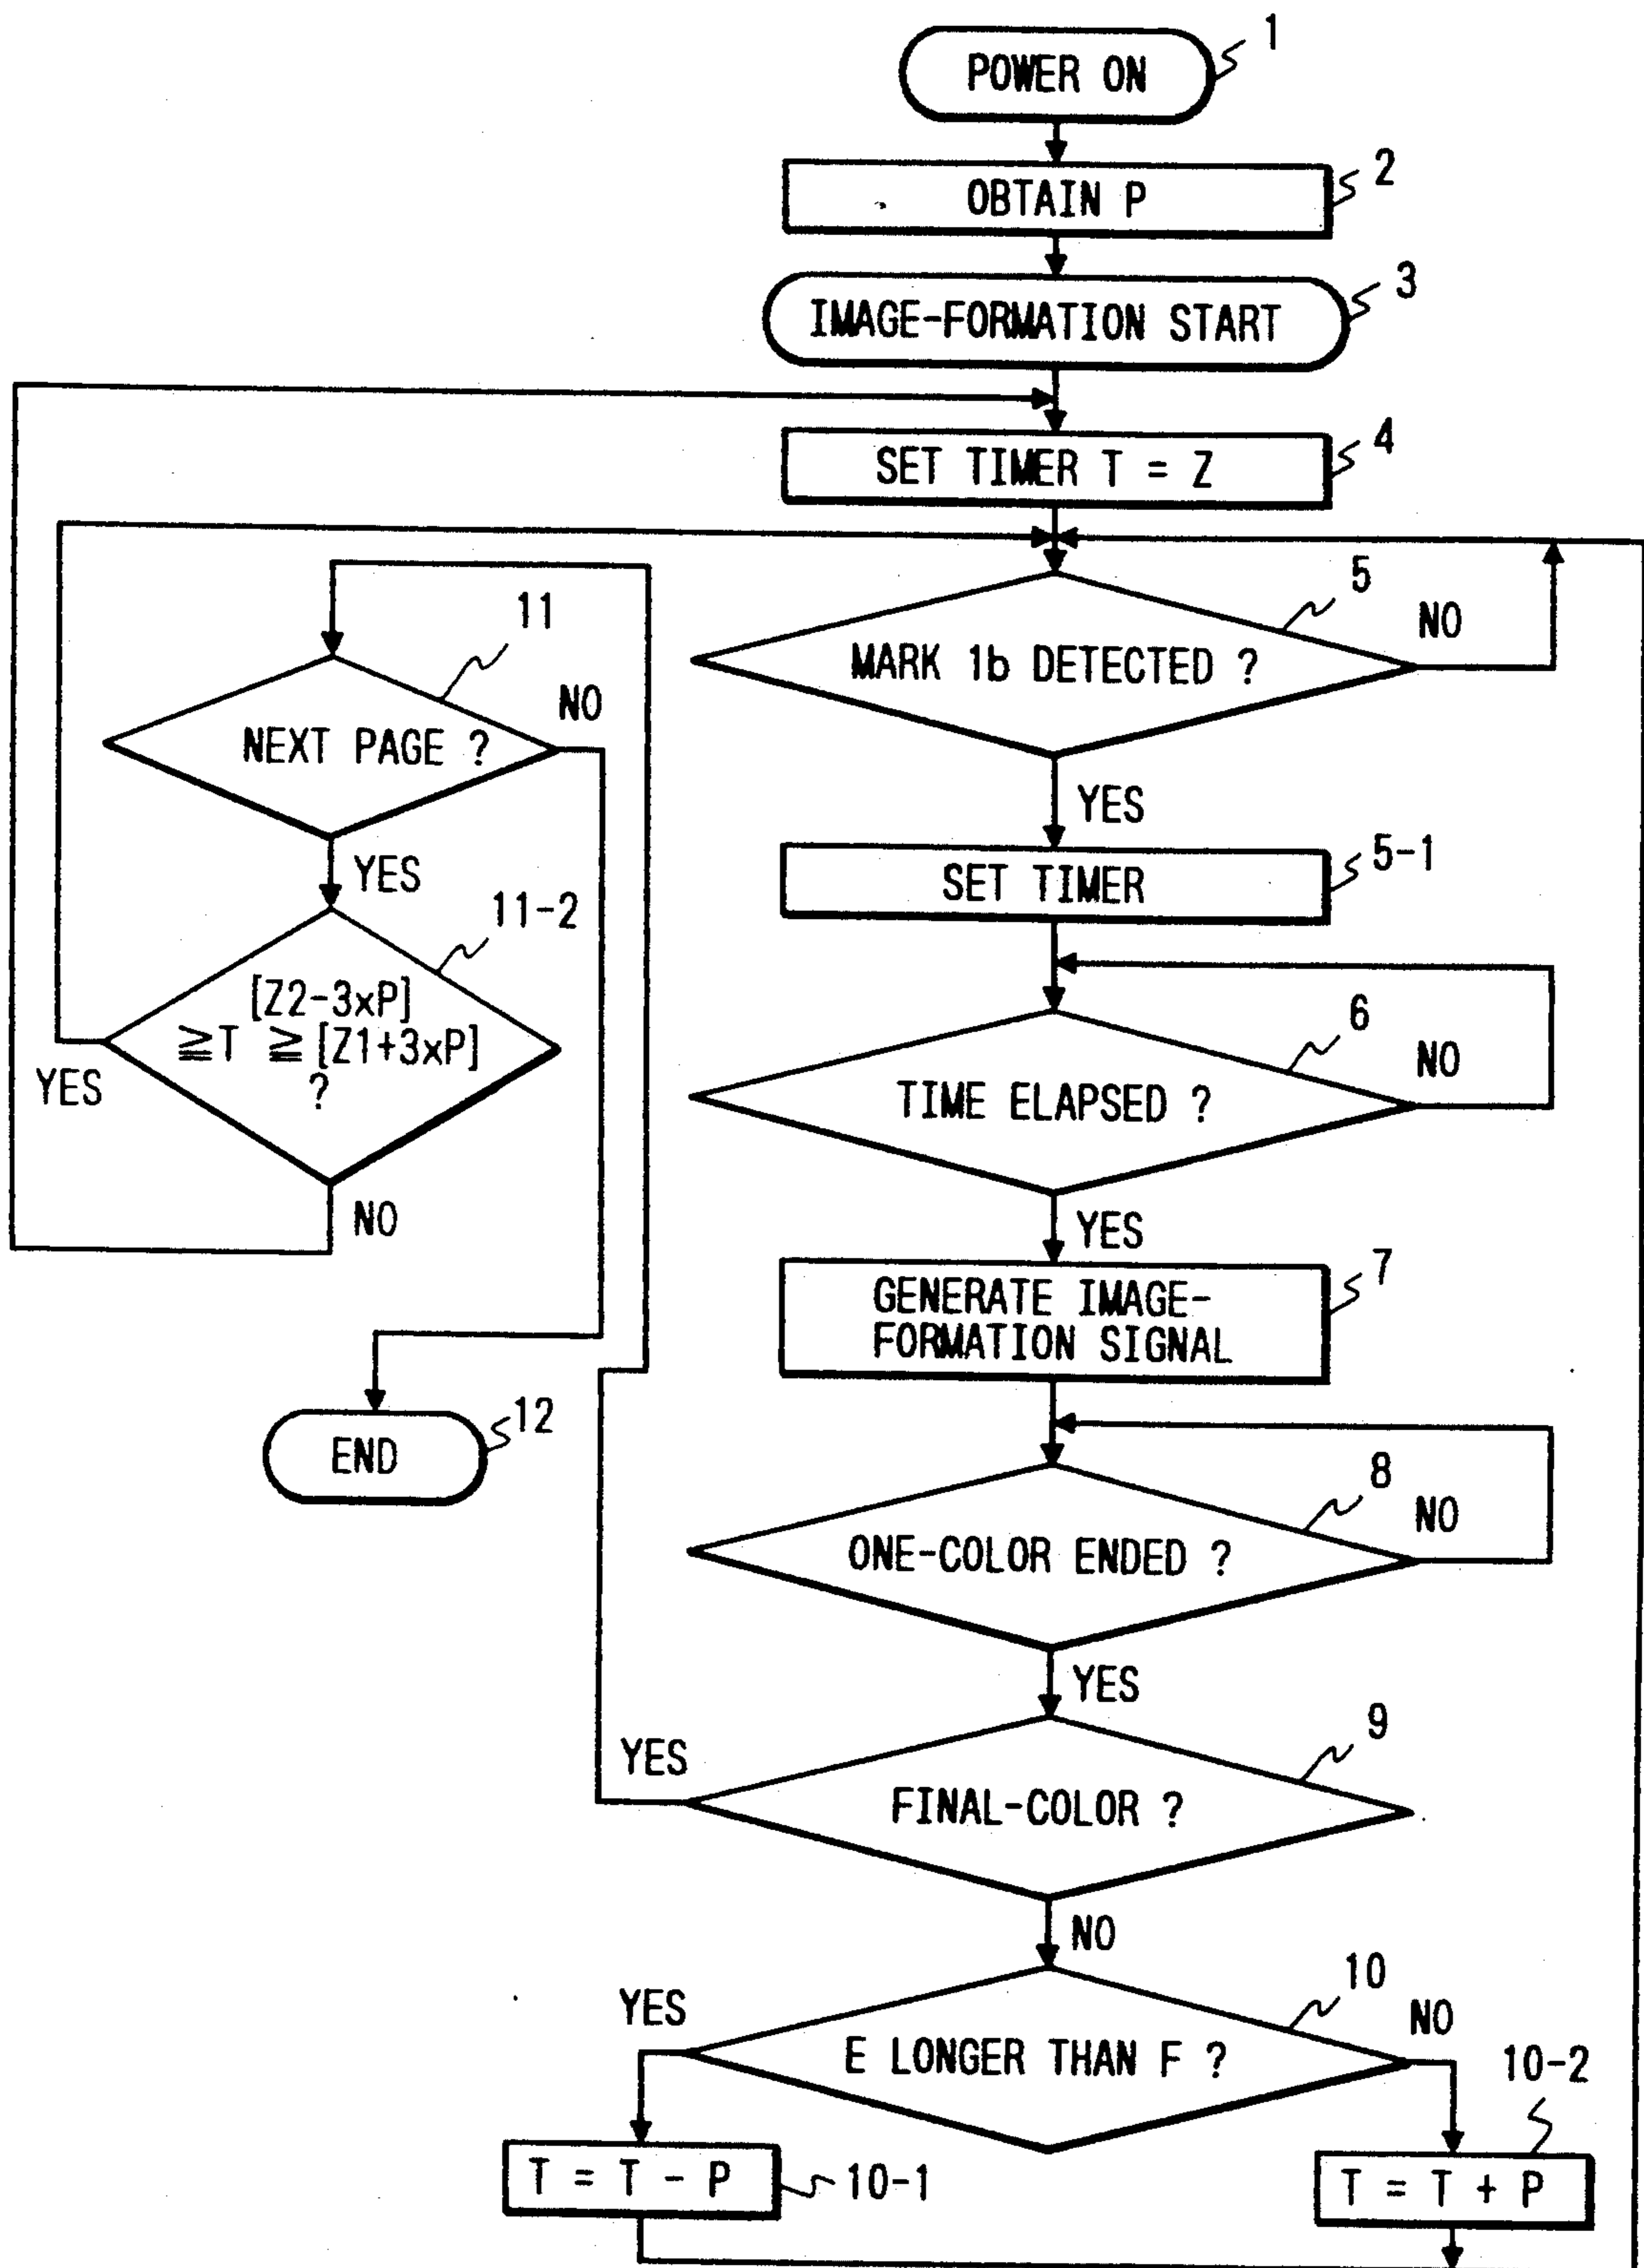 POWER ON
1
OBTAIN P
2
IMAGE-FORMATION START
3
SET TIMER T = Z
4
MARK 1b DETECTED ?
5
NO
YES
SET TIMER
5-1
TIME ELAPSED ?
6
NO
YES
GENERATE IMAGE-
FORMATION SIGNAL
7
ONE-COLOR ENDED ?
8
NO
YES
FINAL-COLOR ?
9
YES
NO
E LONGER THAN F ?
10
YES
NO
T = T - P
10-1
T = T + P
10-2
NEXT PAGE ?
11
NO
YES
11-2
[Z2-3xP]
≧T ≧[Z1+3xP]
?
YES
NO
END
12